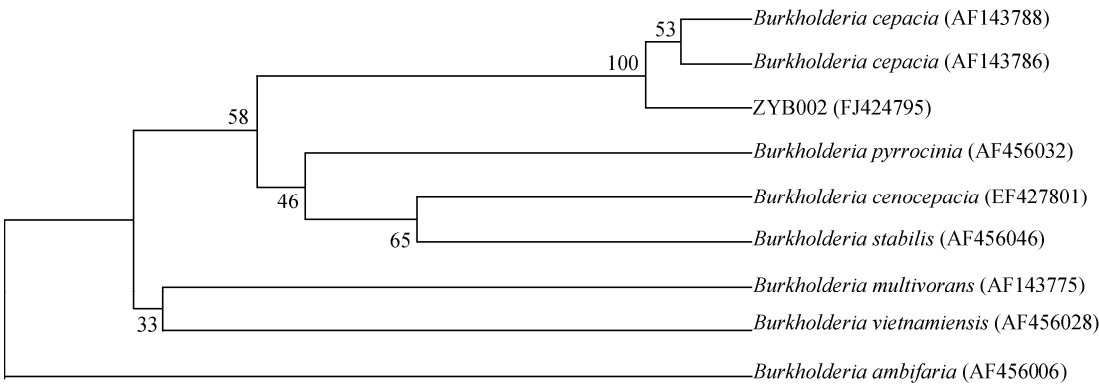 Burkholderia cepacia (AF143788)
53
Burkholderia cepacia (AF143786)
100
ZYB002 (FJ424795)
58
Burkholderia pyrrocinia (AF456032)
46
Burkholderia cenocepacia (EF427801)
65
Burkholderia stabilis (AF456046)
Burkholderia multivorans (AF143775)
33
Burkholderia vietnamiensis (AF456028)
Burkholderia ambifaria (AF456006)